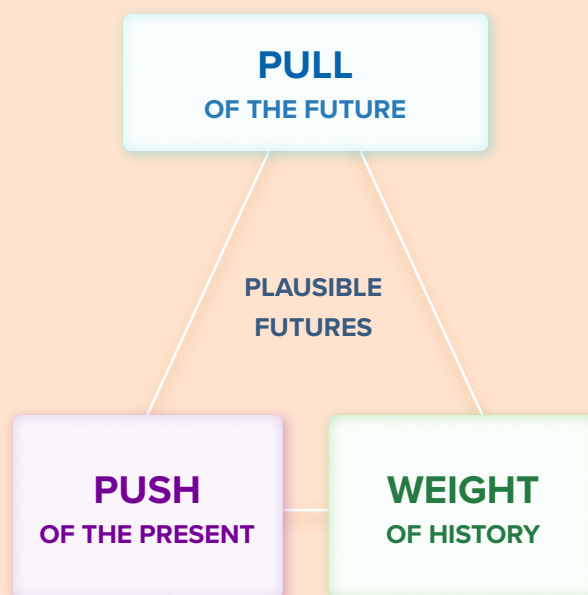 PULL
OF THE FUTURE
PLAUSIBLE
FUTURES
PUSH
OF THE PRESENT
WEIGHT
OF HISTORY